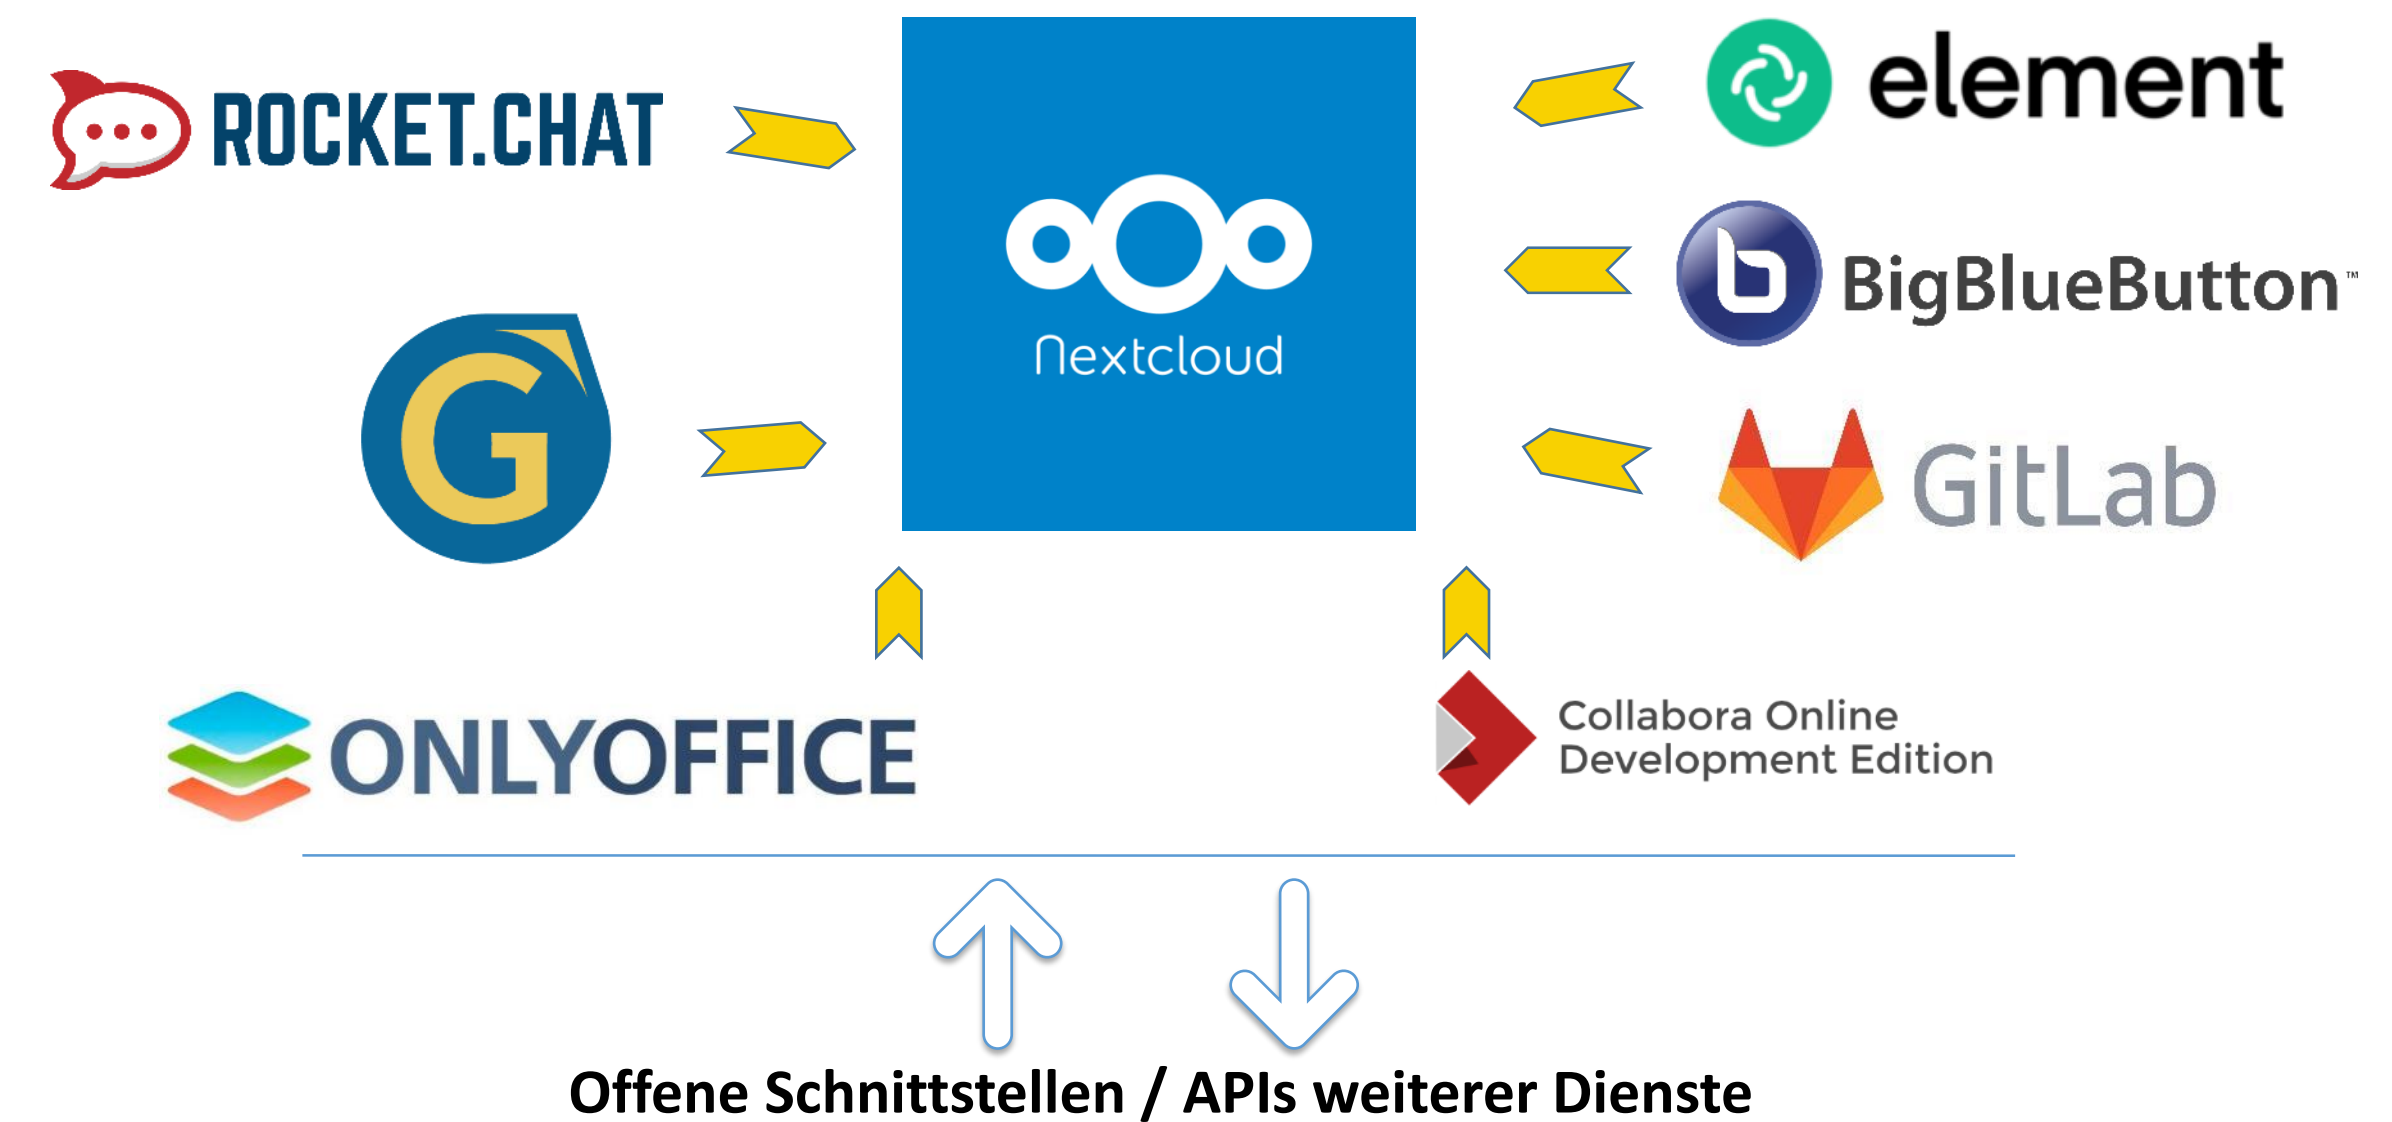 ROCKET.CHAT
nextcloud
element
BigBlueButton™
G
GitLab
ONLYOFFICE
Collabora Online
Development Edition
Offene Schnittstellen / APIs weiterer Dienste